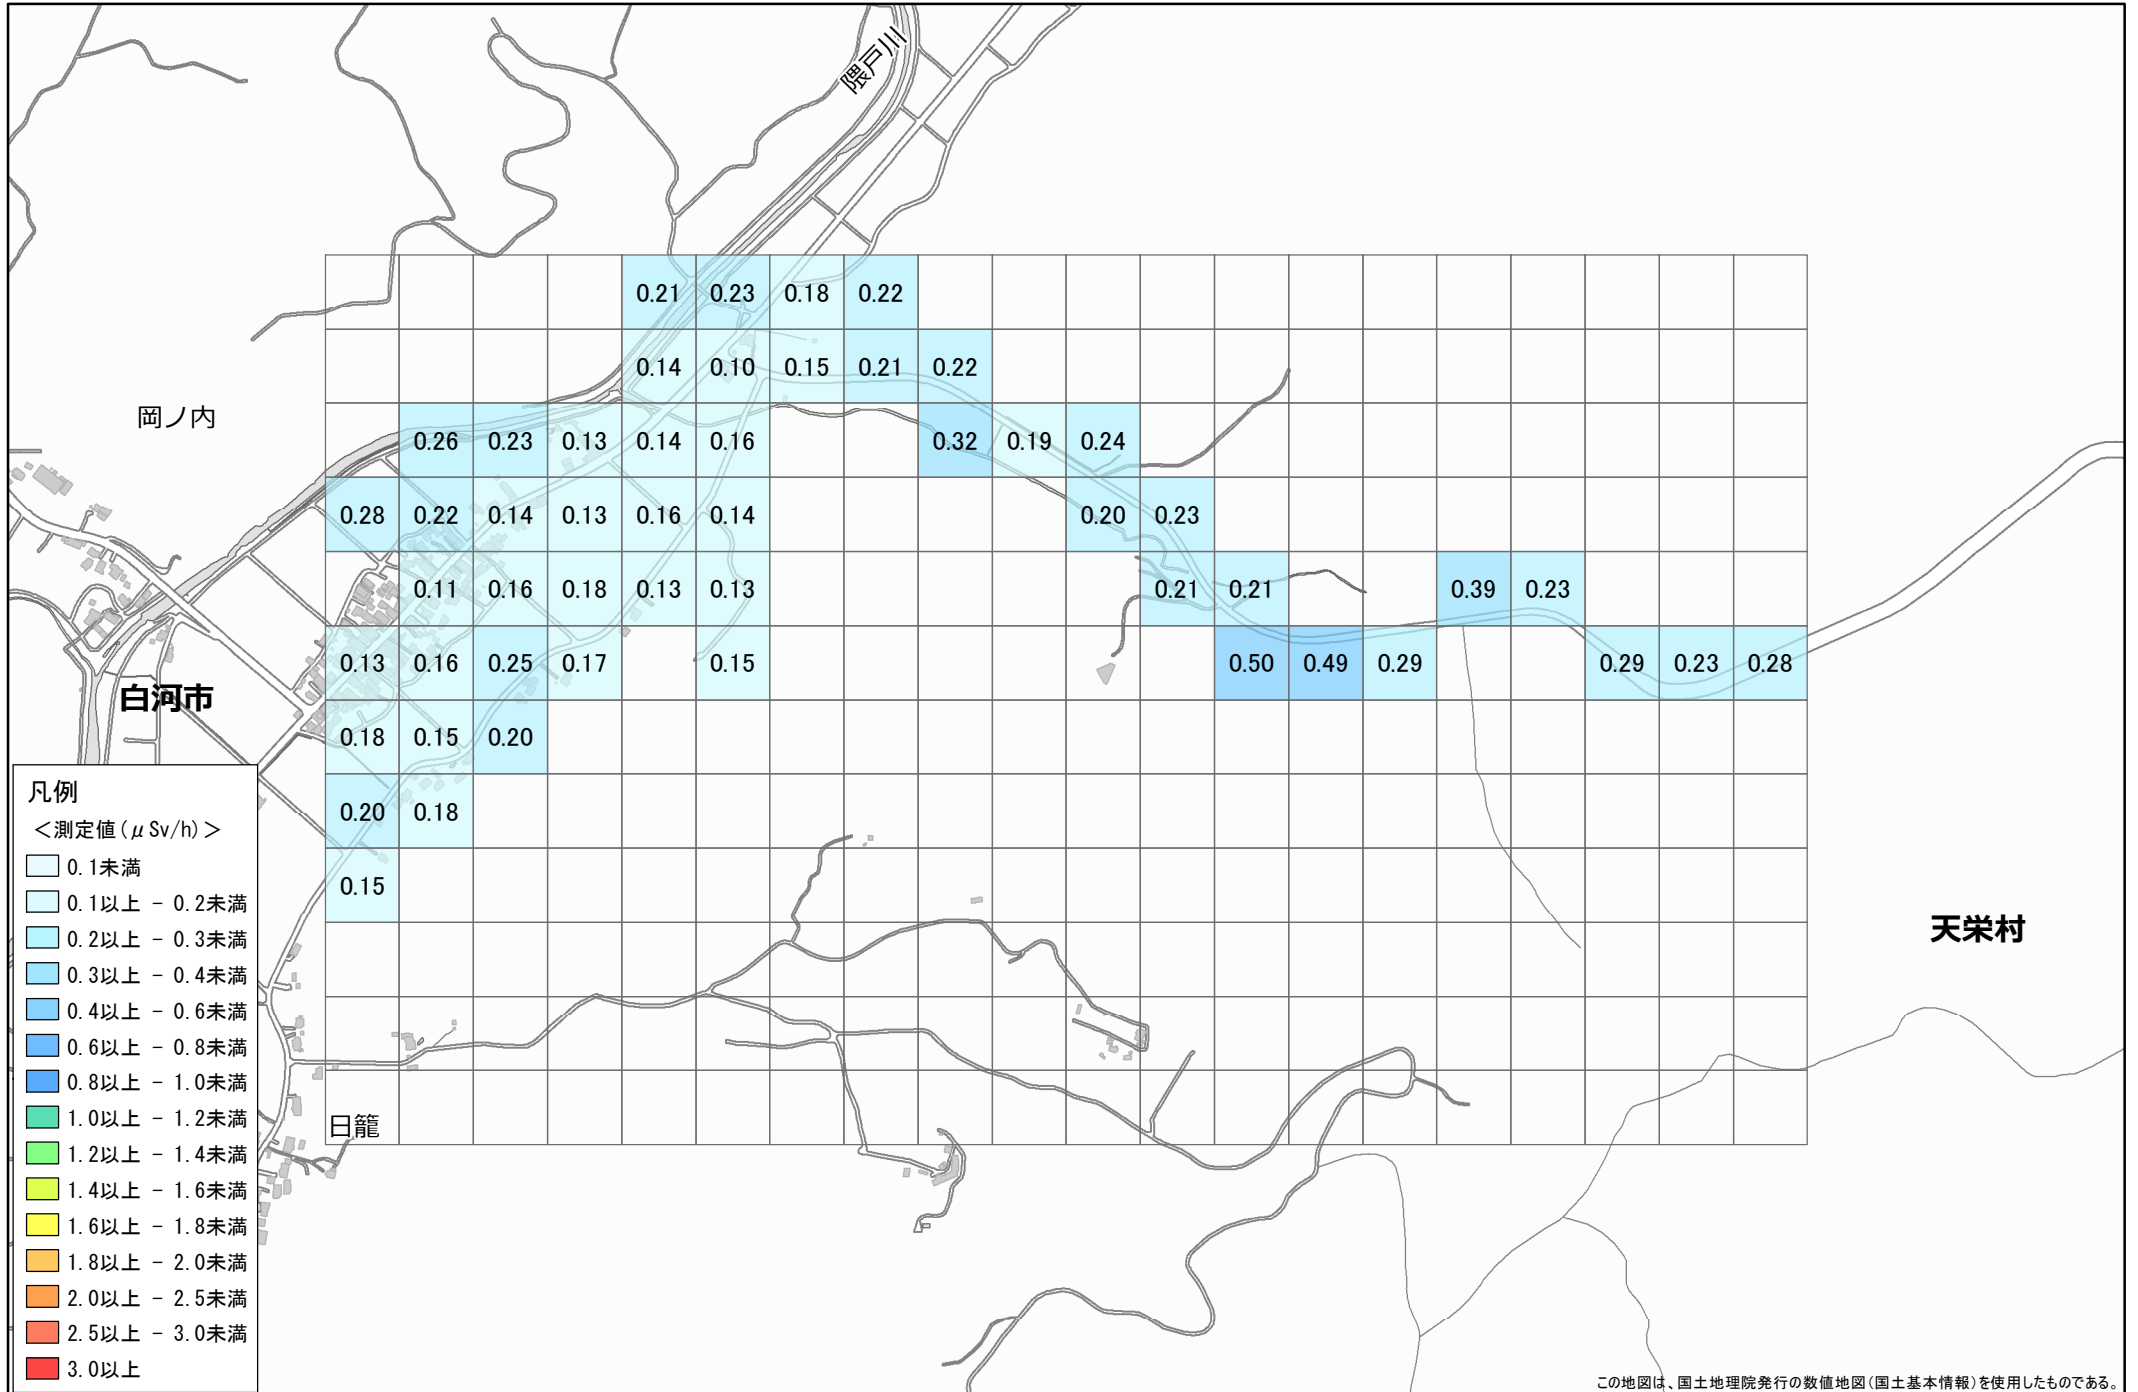 隈戸川
0.21 0.23 0.18 0.22
0.14 0.10 0.15 0.21 0.22
岡ノ内
0.26 0.23 0.13 0.14 0.16 0.32 0.19 0.24
0.28 0.22 0.14 0.13 0.16 0.14 0.20 0.23
0.11 0.16 0.18 0.13 0.13 0.21 0.21 0.39 0.23
0.13 0.16 0.25 0.17 0.15 0.50 0.49 0.29 0.29 0.23 0.28
白河市
0.18 0.15 0.20
0.20 0.18
0.15
天栄村
日籠
凡例
＜測定値(μSv/h)＞
0.1未満
0.1以上 - 0.2未満
0.2以上 - 0.3未満
0.3以上 - 0.4未満
0.4以上 - 0.6未満
0.6以上 - 0.8未満
0.8以上 - 1.0未満
1.0以上 - 1.2未満
1.2以上 - 1.4未満
1.4以上 - 1.6未満
1.6以上 - 1.8未満
1.8以上 - 2.0未満
2.0以上 - 2.5未満
2.5以上 - 3.0未満
3.0以上
この地図は、国土地理院発行の数値地図(国土基本情報)を使用したものである。